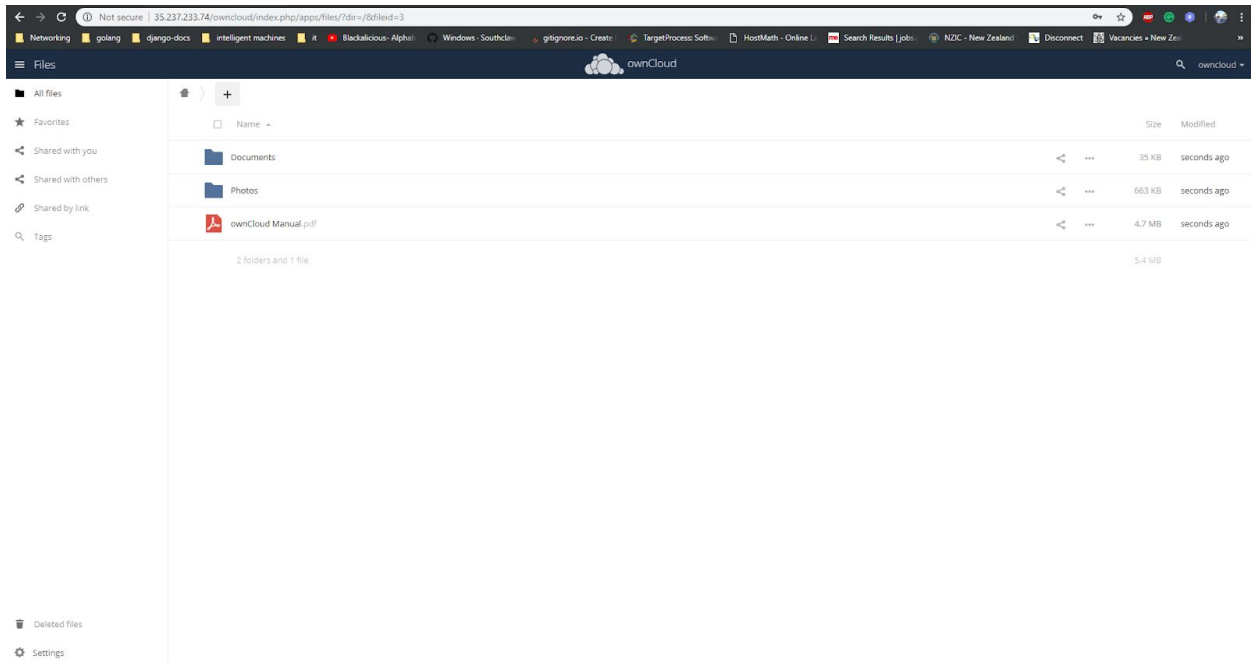 Not secure | 35.237.233.74/owncloud/index.php/apps/files/?dir=/&fileid=3
Networking golang django-docs intelligent machines it Blackalicious- Alphab Windows - Southclaw gitignore.io - Create TargetProcess: Softw HostMath - Online La Search Results | jobs NZIC - New Zealand Disconnect Vacancies » New Zea »
Files ownCloud owncloud
All files +
Name Size Modified
Favorites
Shared with you Documents 35 KB seconds ago
Shared with others Photos 663 KB seconds ago
Shared by link
ownCloud Manual.pdf 4.7 MB seconds ago
Tags
2 folders and 1 file 5.4 MB
Deleted files
Settings